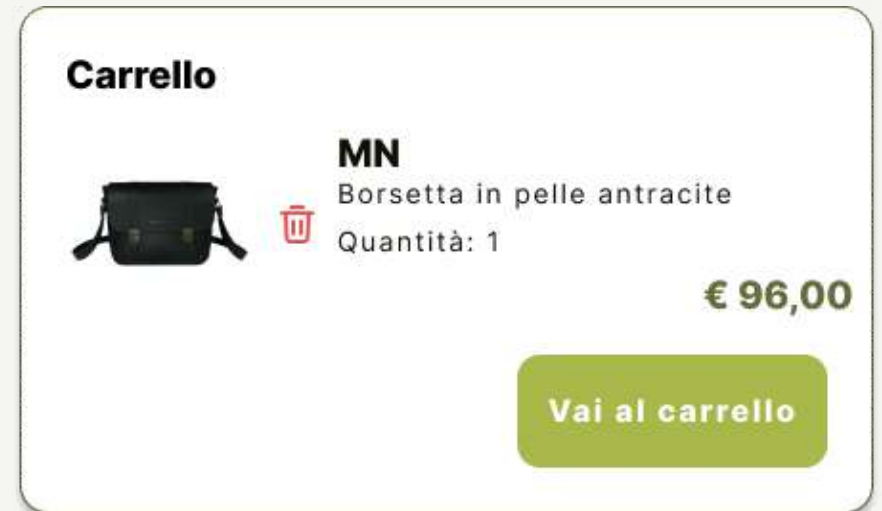 Carrello
MN
Borsetta in pelle antracite
Quantità: 1
€ 96,00
Vai al carrello